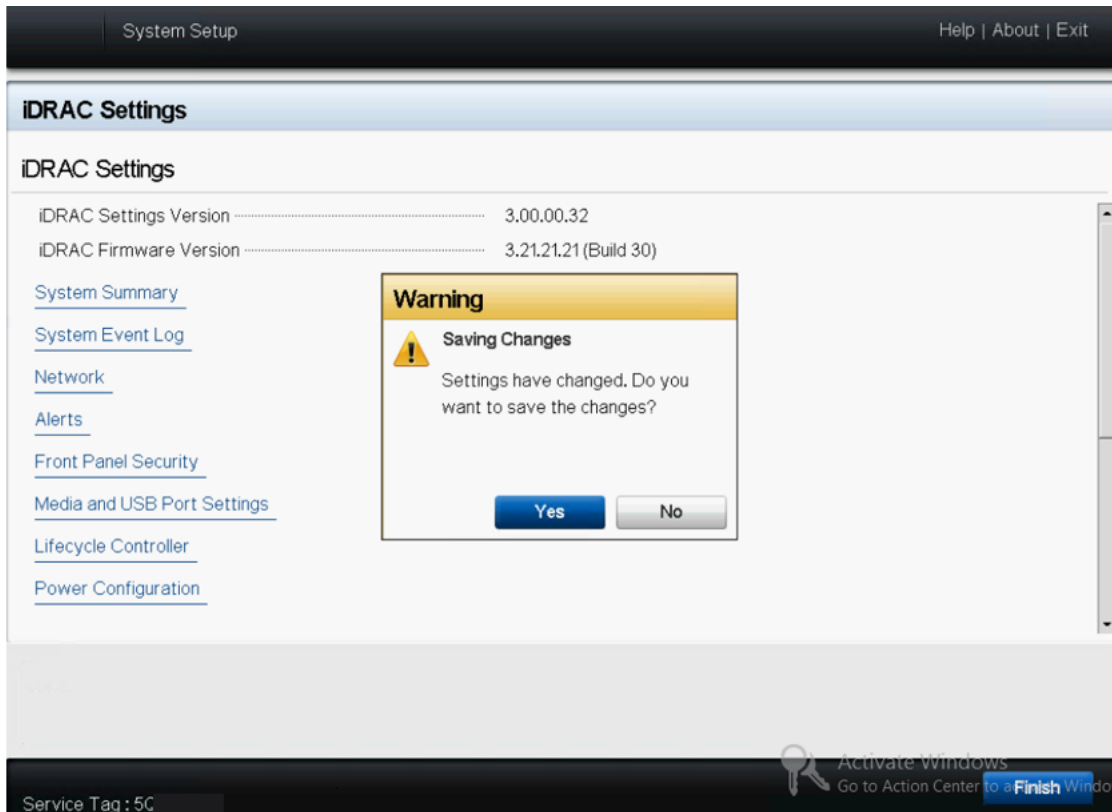 System Setup
Help | About | Exit
iDRAC Settings
iDRAC Settings
iDRAC Settings Version 3.00.00.32
iDRAC Firmware Version 3.21.21.21 (Build 30)
System Summary
System Event Log
Network
Alerts
Front Panel Security
Media and USB Port Settings
Lifecycle Controller
Power Configuration
Warning
Saving Changes
Settings have changed. Do you
want to save the changes?
Yes
No
Activate Windows
Go to Action Center to
Finish
Service Tag : 5